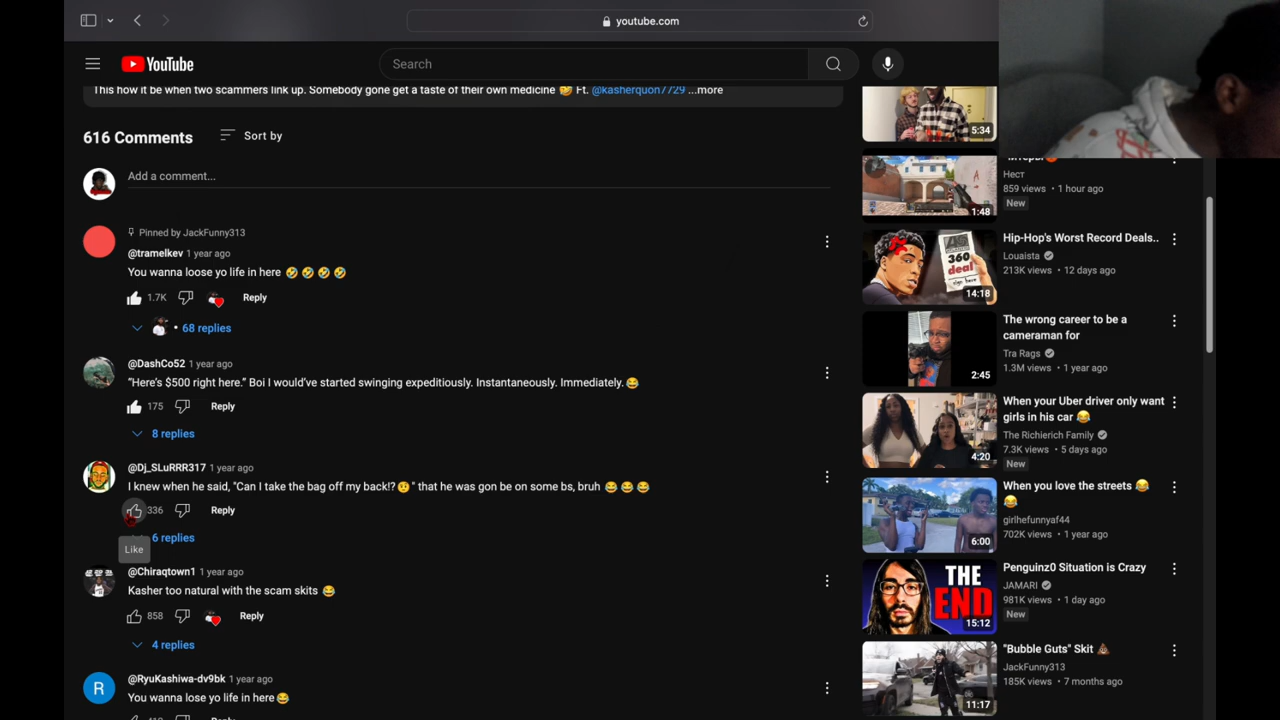 youtube.com
YouTube
Search
This how it be when two scammers link up. Somebody gone get a taste of their own medicine 🤣 Ft. @kasherquon7729 ...more
616 Comments
Sort by
Add a comment...
Pinned by JackFunny313
@tramelkev 1 year ago
You wanna loose yo life in here 🤣 🤣 🤣 🤣
1.7K
Reply
• 68 replies
@DashCo52 1 year ago
“Here’s $500 right here.” Boi I would’ve started swinging expeditiously. Instantaneously. Immediately.😂
175
Reply
8 replies
@Dj_SLuRRR317 1 year ago
I knew when he said, "Can I take the bag off my back!?🤨" that he was gon be on some bs, bruh 😂 😂 😂
336
Reply
Like
6 replies
@Chiraqtown1 1 year ago
Kasher too natural with the scam skits 😂
858
Reply
4 replies
R
@RyuKashiwa-dv9bk 1 year ago
You wanna lose yo life in here😂
5:34
Нест
859 views • 1 hour ago
New
1:48
Hip-Hop's Worst Record Deals..
Louaista
213K views • 12 days ago
360
deal
sign here
14:18
The wrong career to be a
cameraman for
Tra Rags
1.3M views • 1 year ago
2:45
When your Uber driver only want
girls in his car 😂
The Richierich Family
7.3K views • 5 days ago
New
4:20
When you love the streets 😂
😂
girlhefunnyaf44
702K views • 1 year ago
6:00
Penguinz0 Situation is Crazy
JAMARI
981K views • 1 day ago
New
THE
END
15:12
"Bubble Guts" Skit 💩
JackFunny313
185K views • 7 months ago
11:17